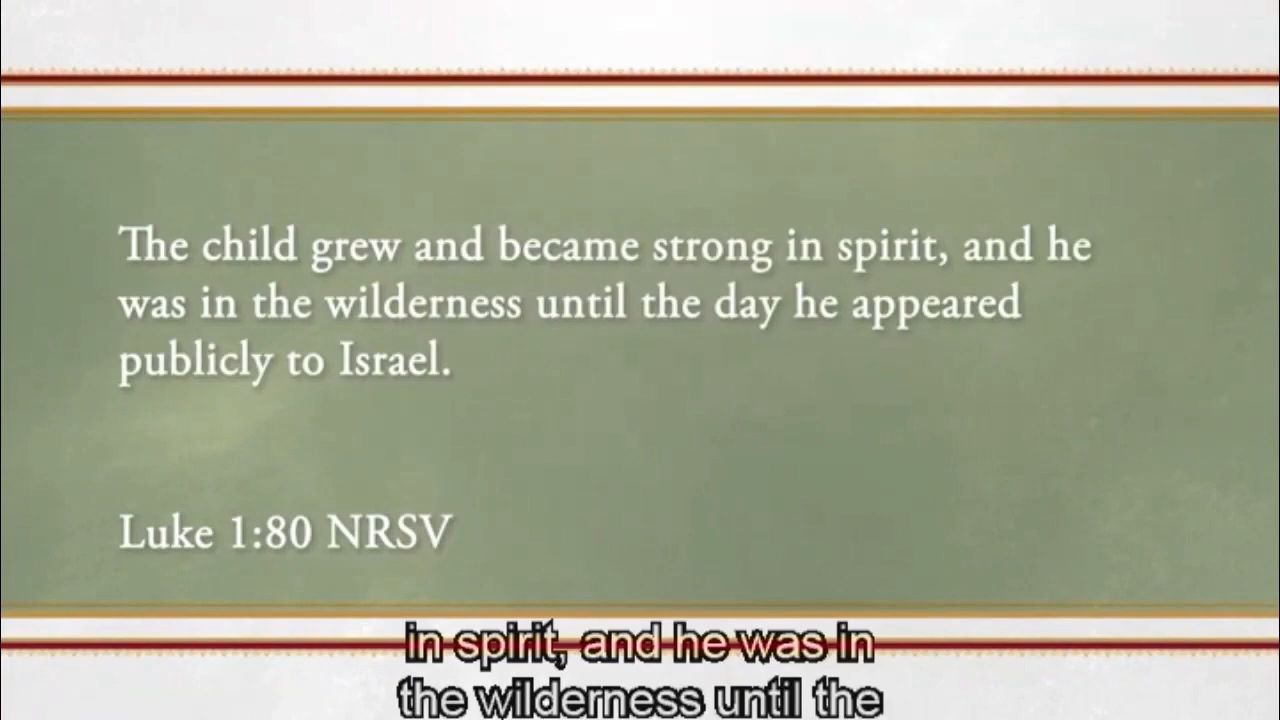 The child grew and became strong in spirit, and he
was in the wilderness until the day he appeared
publicly to Israel.
Luke 1:80 NRSV
in spirit, and he was in
the wilderness until the